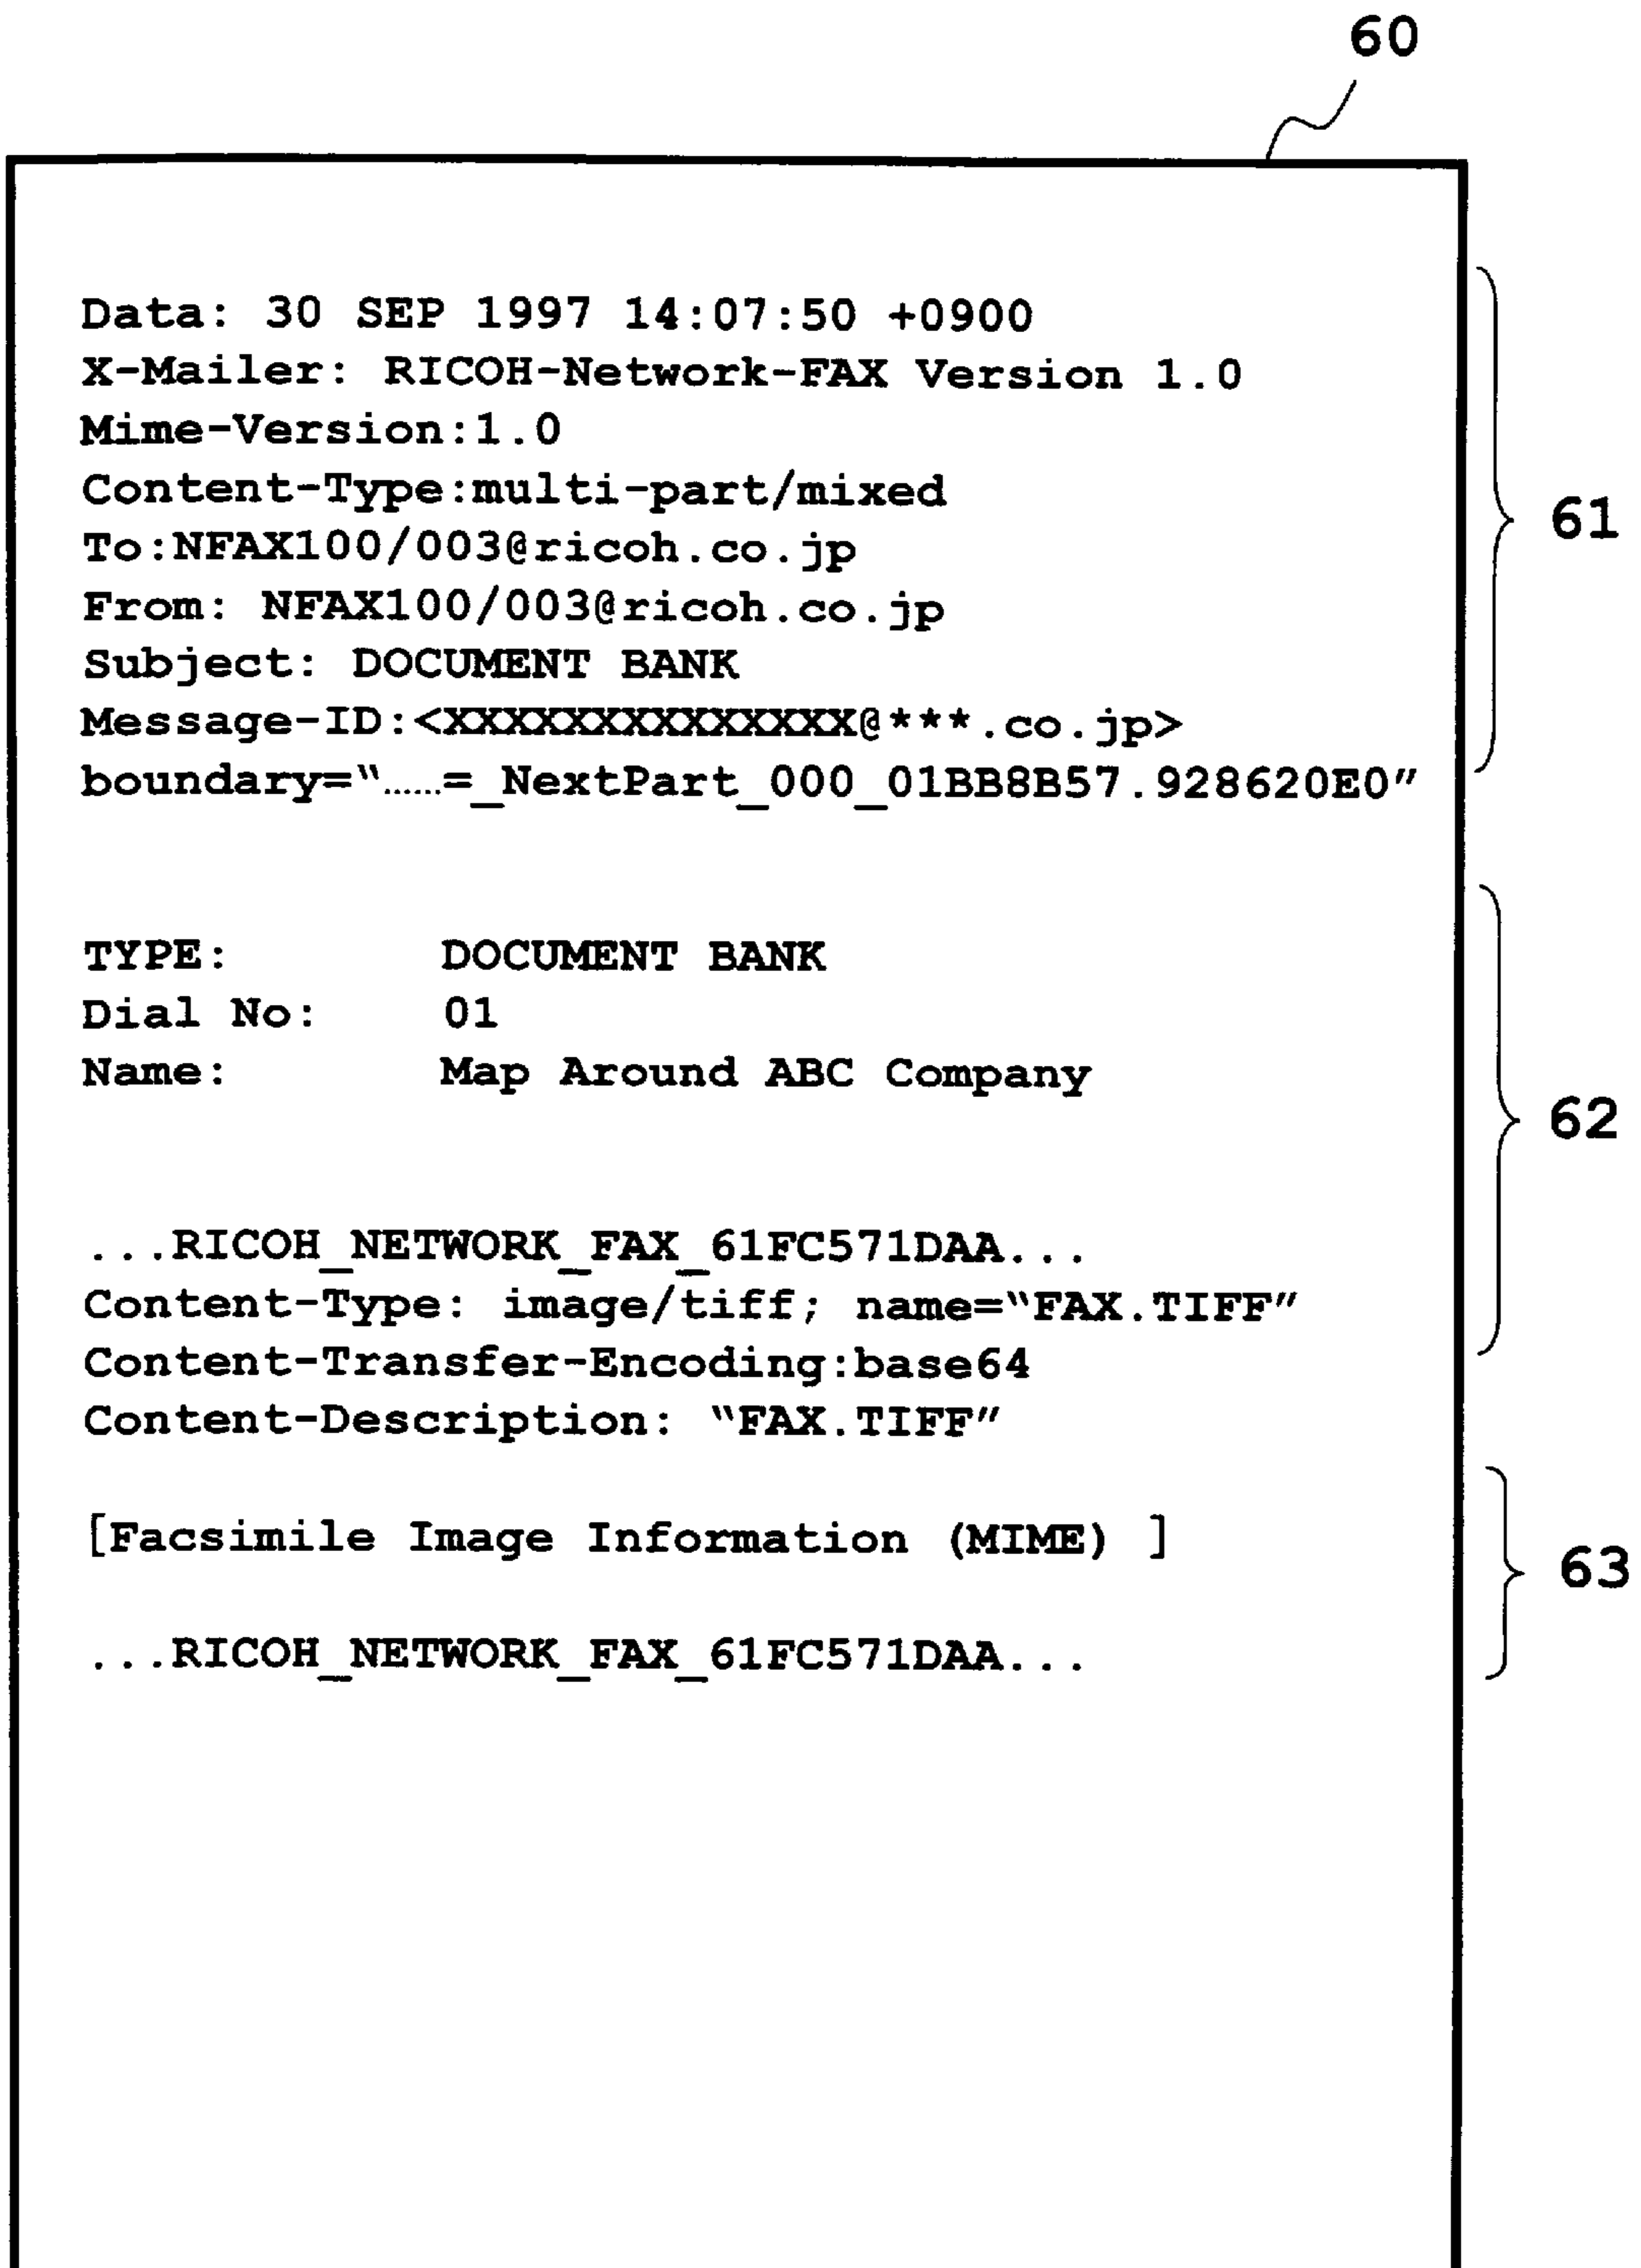 60
Data: 30 SEP 1997 14:07:50 +0900
X-Mailer: RICOH-Network-FAX Version 1.0
Mime-Version:1.0
Content-Type:multi-part/mixed
To:NFAX100/003@ricoh.co.jp
From: NFAX100/003@ricoh.co.jp
Subject: DOCUMENT BANK
Message-ID:<XXXXXXXXXXXXXX@***.co.jp>
boundary="……=_NextPart_000_01BB8B57.928620E0"
61
TYPE: DOCUMENT BANK
Dial No: 01
Name: Map Around ABC Company
62
...RICOH_NETWORK_FAX_61FC571DAA...
Content-Type: image/tiff; name="FAX.TIFF"
Content-Transfer-Encoding:base64
Content-Description: "FAX.TIFF"
[Facsimile Image Information (MIME) ]
63
...RICOH_NETWORK_FAX_61FC571DAA...